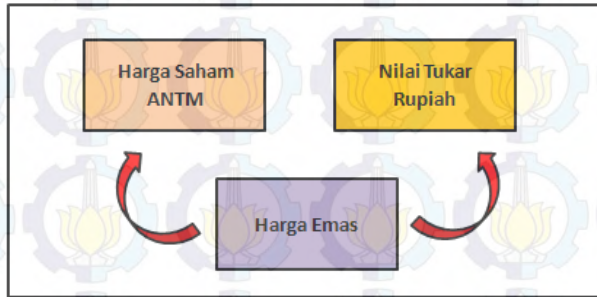 Harga Saham
ANTM
Nilai Tukar
Rupiah
Harga Emas